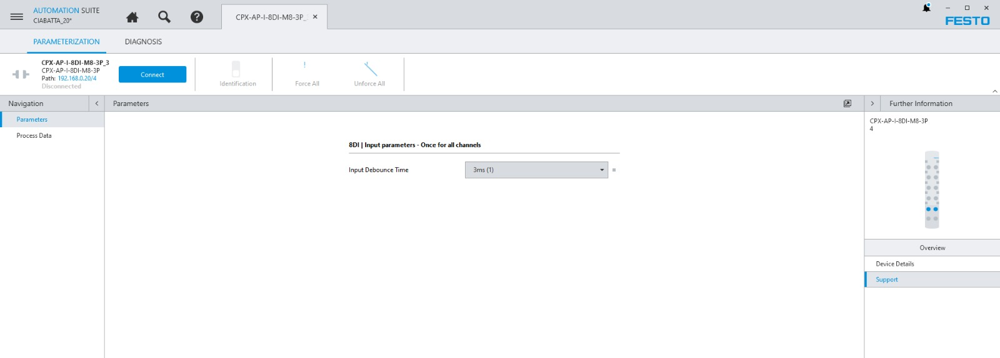 AUTOMATION SUITE
CIABATTA_20*
CPX-AP-I-8DI-M8-3P_
FESTO
PARAMETERIZATION
DIAGNOSIS
CPX-AP-I-8DI-M8-3P_3
CPX-AP-I-8DI-M8-3P
Path: 192.168.0.20/4
Disconnected
Connect
Identification
Force All
Unforce All
Navigation
Parameters
Further Information
Parameters
Process Data
8DI | Input parameters - Once for all channels
Input Debounce Time
3ms (1)
CPX-AP-I-8DI-M8-3P
4
Overview
Device Details
Support